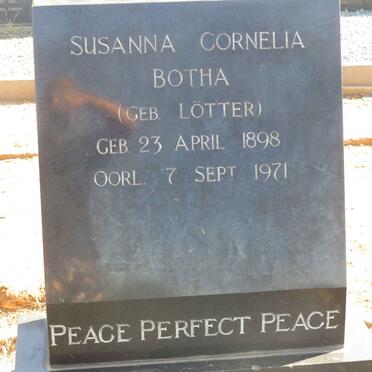 SUSANNA CORNELIA
BOTHA
(GEB. LÖTTER)
GEB. 23 APRIL 1898
OORL. 7 SEPT 1971
PEACE PERFECT PEACE